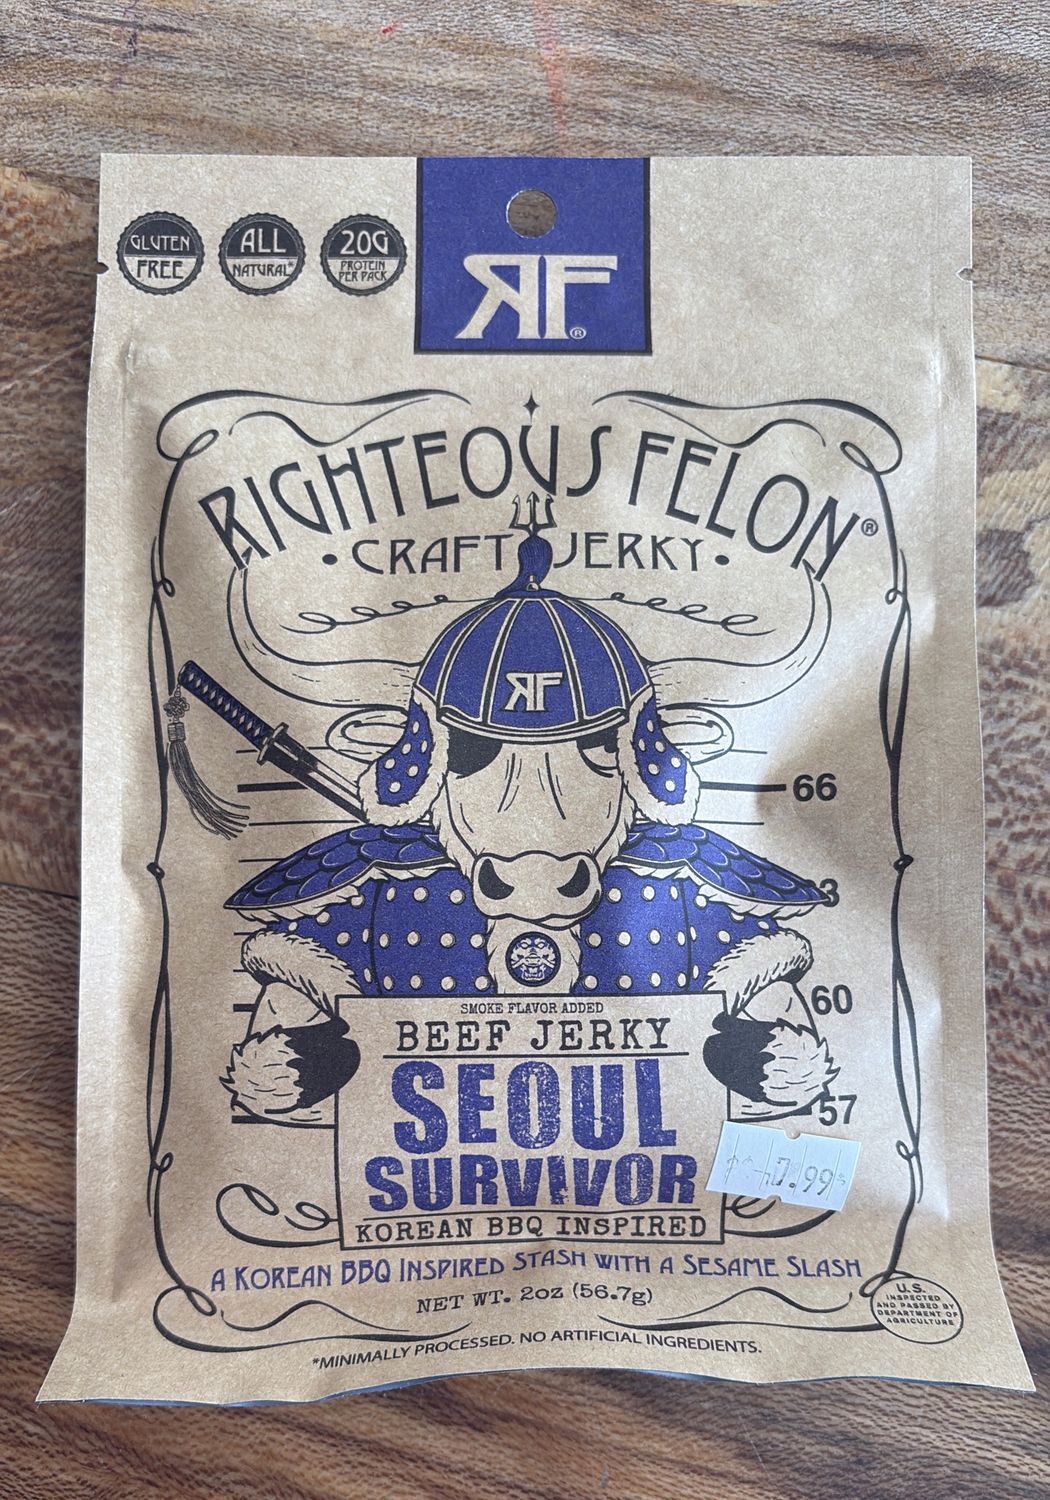 GLUTEN
FREE
ALL
NATURAL*
20G
PROTEIN
PER PACK
RF®
RIGHTEOUS FELON®
• CRAFT JERKY •
RF
66
3
60
57
SMOKE FLAVOR ADDED
BEEF JERKY
SEOUL
SURVIVOR
KOREAN BBQ INSPIRED
7.99
A KOREAN BBQ INSPIRED STASH WITH A SESAME SLASH
NET WT. 2oz (56.7g)
U.S.
INSPECTED
AND PASSED BY
DEPARTMENT OF
AGRICULTURE
*MINIMALLY PROCESSED. NO ARTIFICIAL INGREDIENTS.